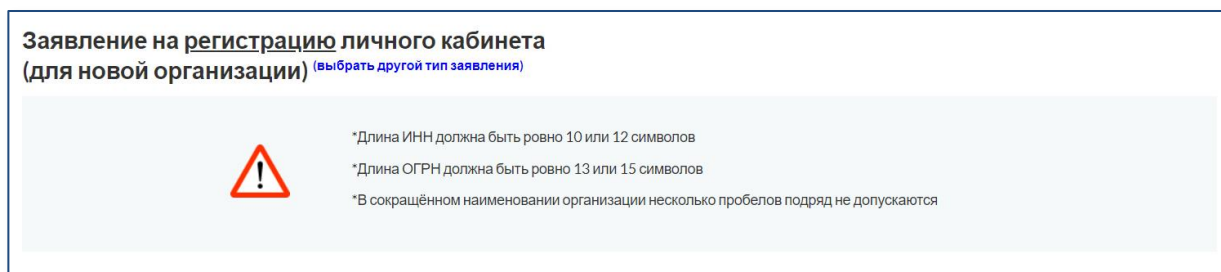 Заявление на регистрацию личного кабинета
(для новой организации) (выбрать другой тип заявления)
*Длина ИНН должна быть ровно 10 или 12 символов
*Длина ОГРН должна быть ровно 13 или 15 символов
*В сокращённом наименовании организации несколько пробелов подряд не допускаются